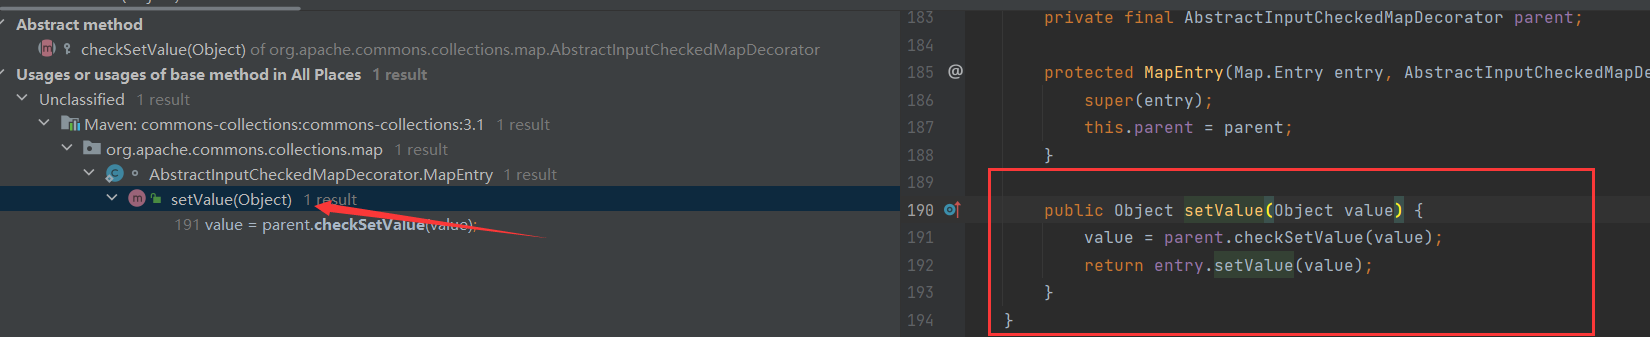 Abstract method
checkSetValue(Object) of org.apache.commons.collections.map.AbstractInputCheckedMapDecorator
Usages or usages of base method in All Places 1 result
Unclassified 1 result
Maven: commons-collections:commons-collections:3.1 1 result
org.apache.commons.collections.map 1 result
AbstractInputCheckedMapDecorator.MapEntry 1 result
setValue(Object) 1 result
191 value = parent.checkSetValue(value);
183 private final AbstractInputCheckedMapDecorator parent;
184
185 @ protected MapEntry(Map.Entry entry, AbstractInputCheckedMapDe
186 super(entry);
187 this.parent = parent;
188 }
189
190 public Object setValue(Object value) {
191 value = parent.checkSetValue(value);
192 return entry.setValue(value);
193 }
194 }